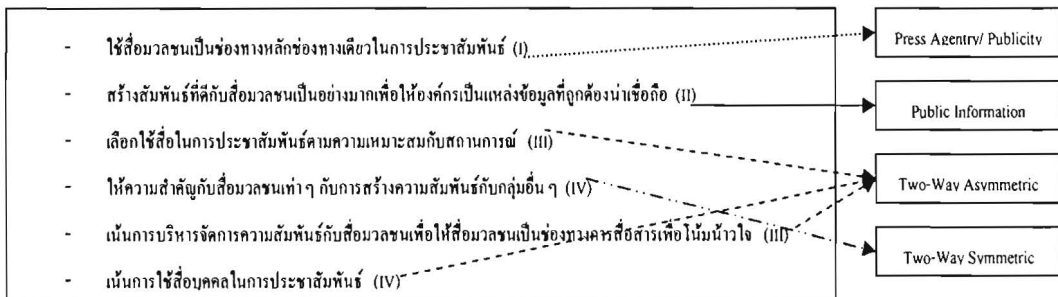 - ใช้สื่อมวลชนเป็นช่องทางหลักช่องทางเดียวในการประชาสัมพันธ์ (I)
Press Agentry/ Publicity
- สร้างสัมพันธ์ที่ดีกับสื่อมวลชนเป็นอย่างมากเพื่อให้องค์กรเป็นแหล่งข้อมูลที่ถูกต้องน่าเชื่อถือ (II)
Public Information
- เลือกใช้สื่อในการประชาสัมพันธ์ตามความเหมาะสมกับสถานการณ์ (III)
- ให้ความสำคัญกับสื่อมวลชนเท่า ๆ กับการสร้างความสัมพันธ์กับกลุ่มอื่น ๆ (IV)
Two-Way Asymmetric
- เน้นการบริหารจัดการความสัมพันธ์กับสื่อมวลชนเพื่อให้สื่อมวลชนเป็นช่องทางการสื่อสารเพื่อโน้มน้าวใจ (III)
Two-Way Symmetric
- เน้นการใช้สื่อบุคคลในการประชาสัมพันธ์ (IV)